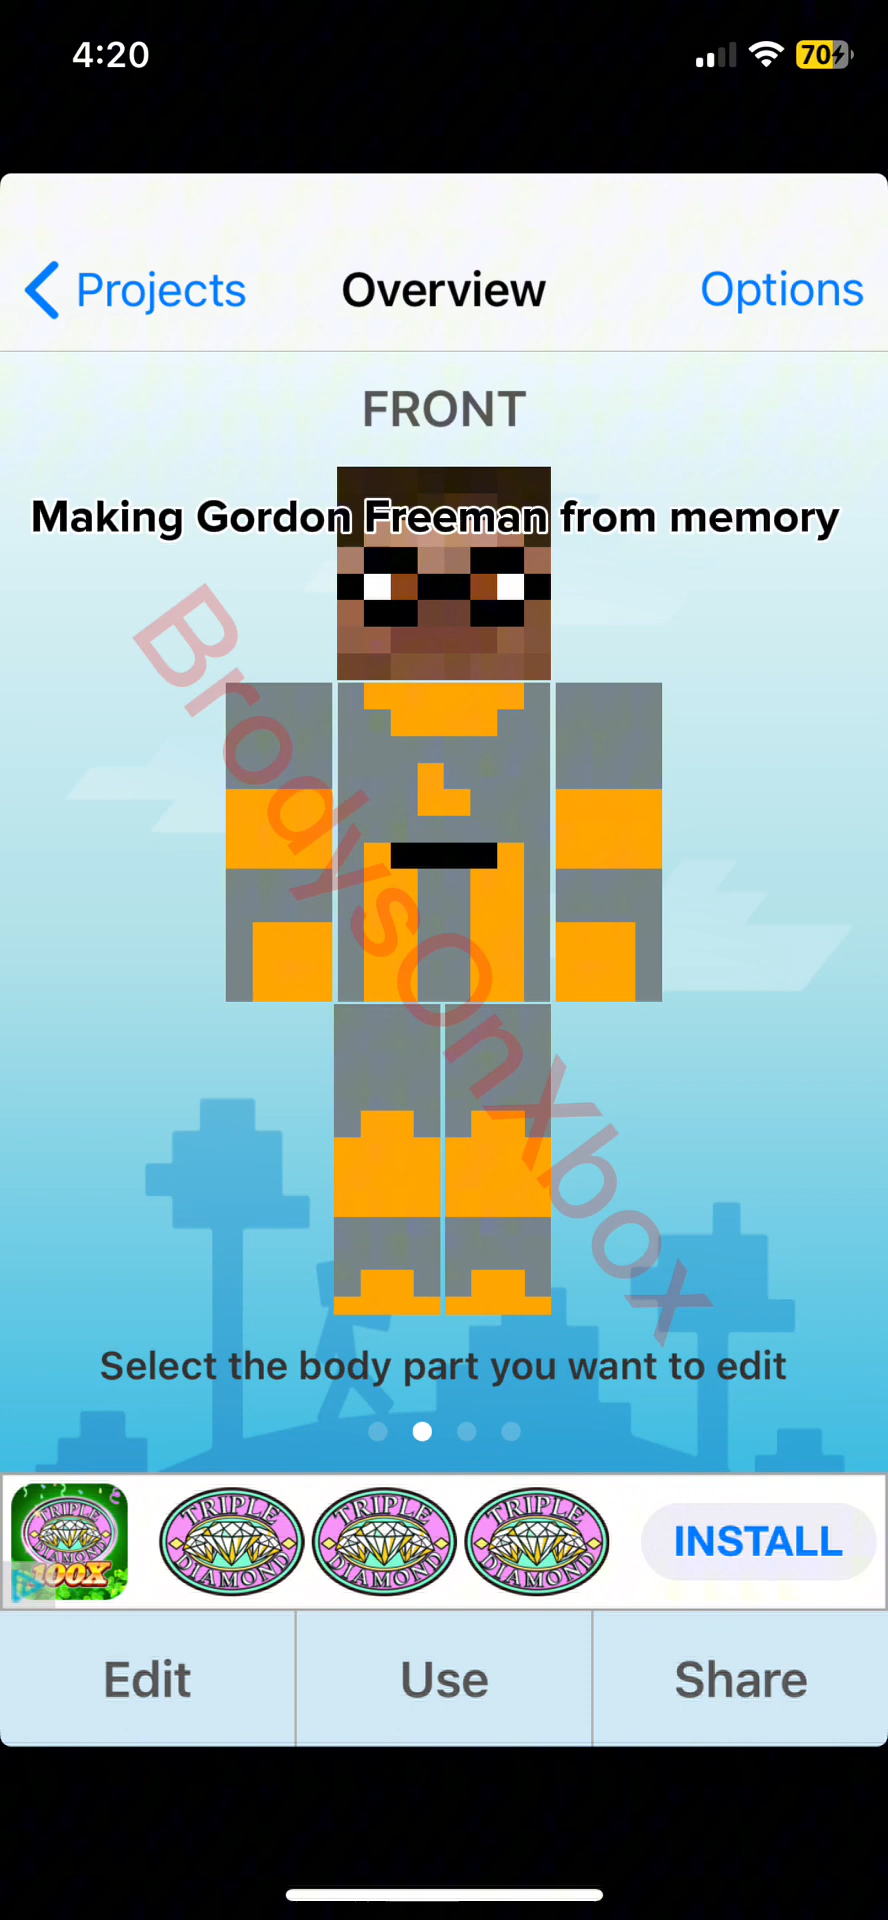 4:20
70
Projects
Overview
Options
FRONT
Making Gordon Freeman from memory
BrodysOnXbox
Select the body part you want to edit
TRIPLE
DIAMOND
100X
TRIPLE
DIAMOND
TRIPLE
DIAMOND
TRIPLE
DIAMOND
INSTALL
Edit
Use
Share